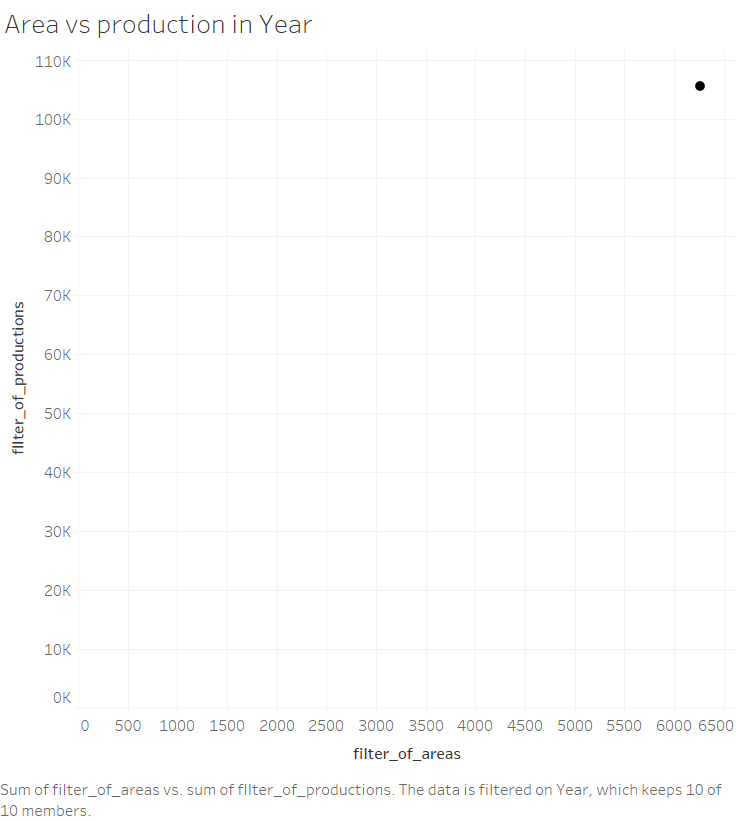 Area vs production in Year
110K
100K
90K
80K
70K
60K
50K
40K
30K
20K
10K
0K
fIlter_of_productions
0 500 1000 1500 2000 2500 3000 3500 4000 4500 5000 5500 6000 6500
filter_of_areas
Sum of filter_of_areas vs. sum of fIlter_of_productions. The data is filtered on Year, which keeps 10 of
10 members.